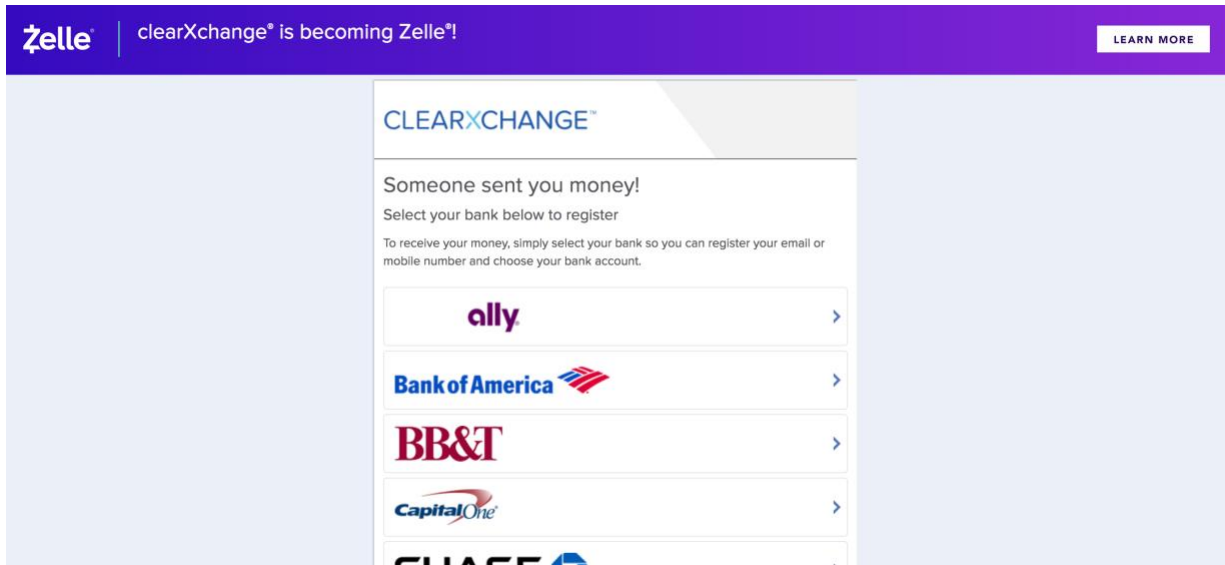 Zelle®
clearXchange® is becoming Zelle®!
LEARN MORE
CLEARXCHANGE™
Someone sent you money!
Select your bank below to register
To receive your money, simply select your bank so you can register your email or
mobile number and choose your bank account.
ally
Bank of America
BB&T
Capital One®
CHASE